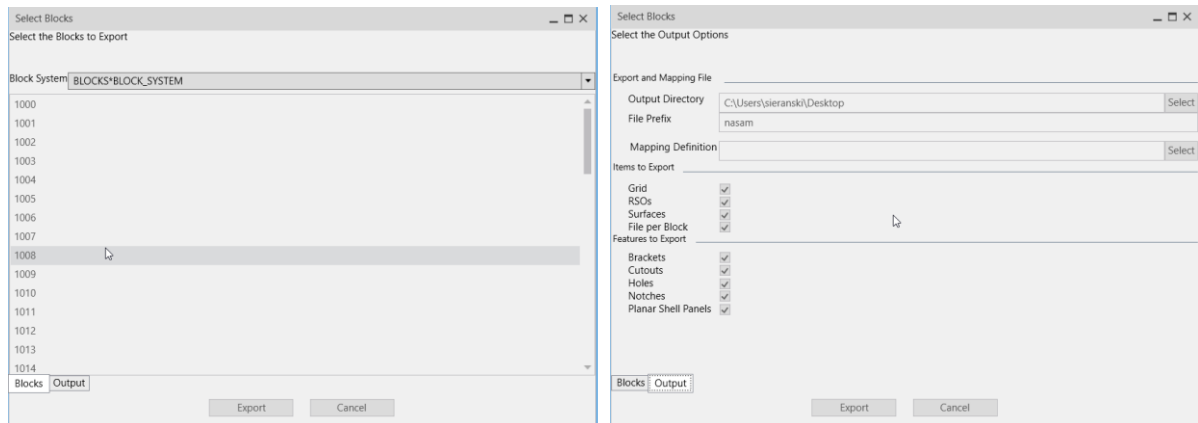 Select Blocks
Select the Blocks to Export
Block System BLOCKS*BLOCK_SYSTEM
1000
1001
1002
1003
1004
1005
1006
1007
1008
1009
1010
1011
1012
1013
1014
Blocks Output
Export Cancel
Select Blocks
Select the Output Options
Export and Mapping File
Output Directory C:\Users\sieranski\Desktop Select
File Prefix nasam
Mapping Definition Select
Items to Export
Grid
RSOs
Surfaces
File per Block
Features to Export
Brackets
Cutouts
Holes
Notches
Planar Shell Panels
Blocks Output
Export Cancel